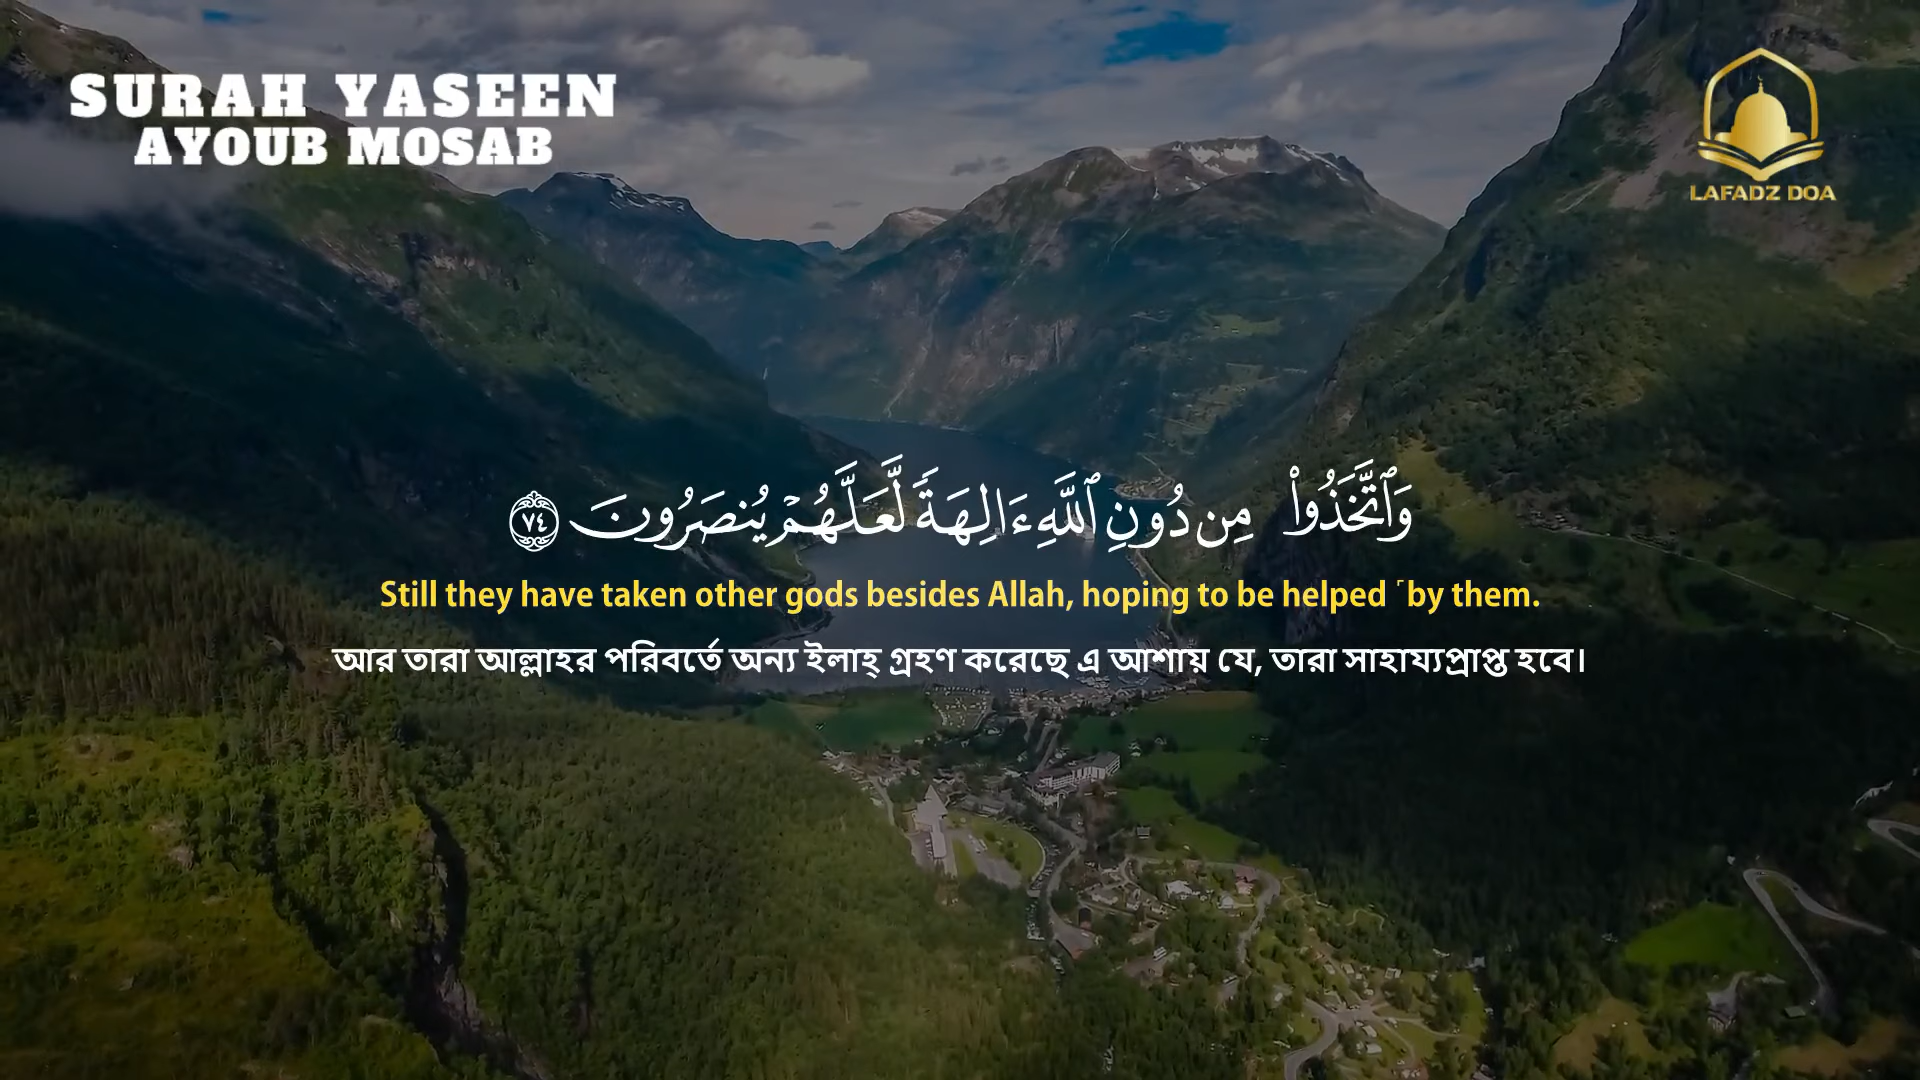 SURAH YASEEN
AYOUB MOSAB
LAFADZ DOA
وَٱتَّخَذُوا۟ مِن دُونِ ٱللَّهِ ءَالِهَةً لَّعَلَّهُمْ يُنصَرُونَ ٧٤
Still they have taken other gods besides Allah, hoping to be helped ˹by them.
আর তারা আল্লাহর পরিবর্তে অন্য ইলাহ্ গ্রহণ করেছে এ আশায় যে, তারা সাহায্যপ্রাপ্ত হবে।